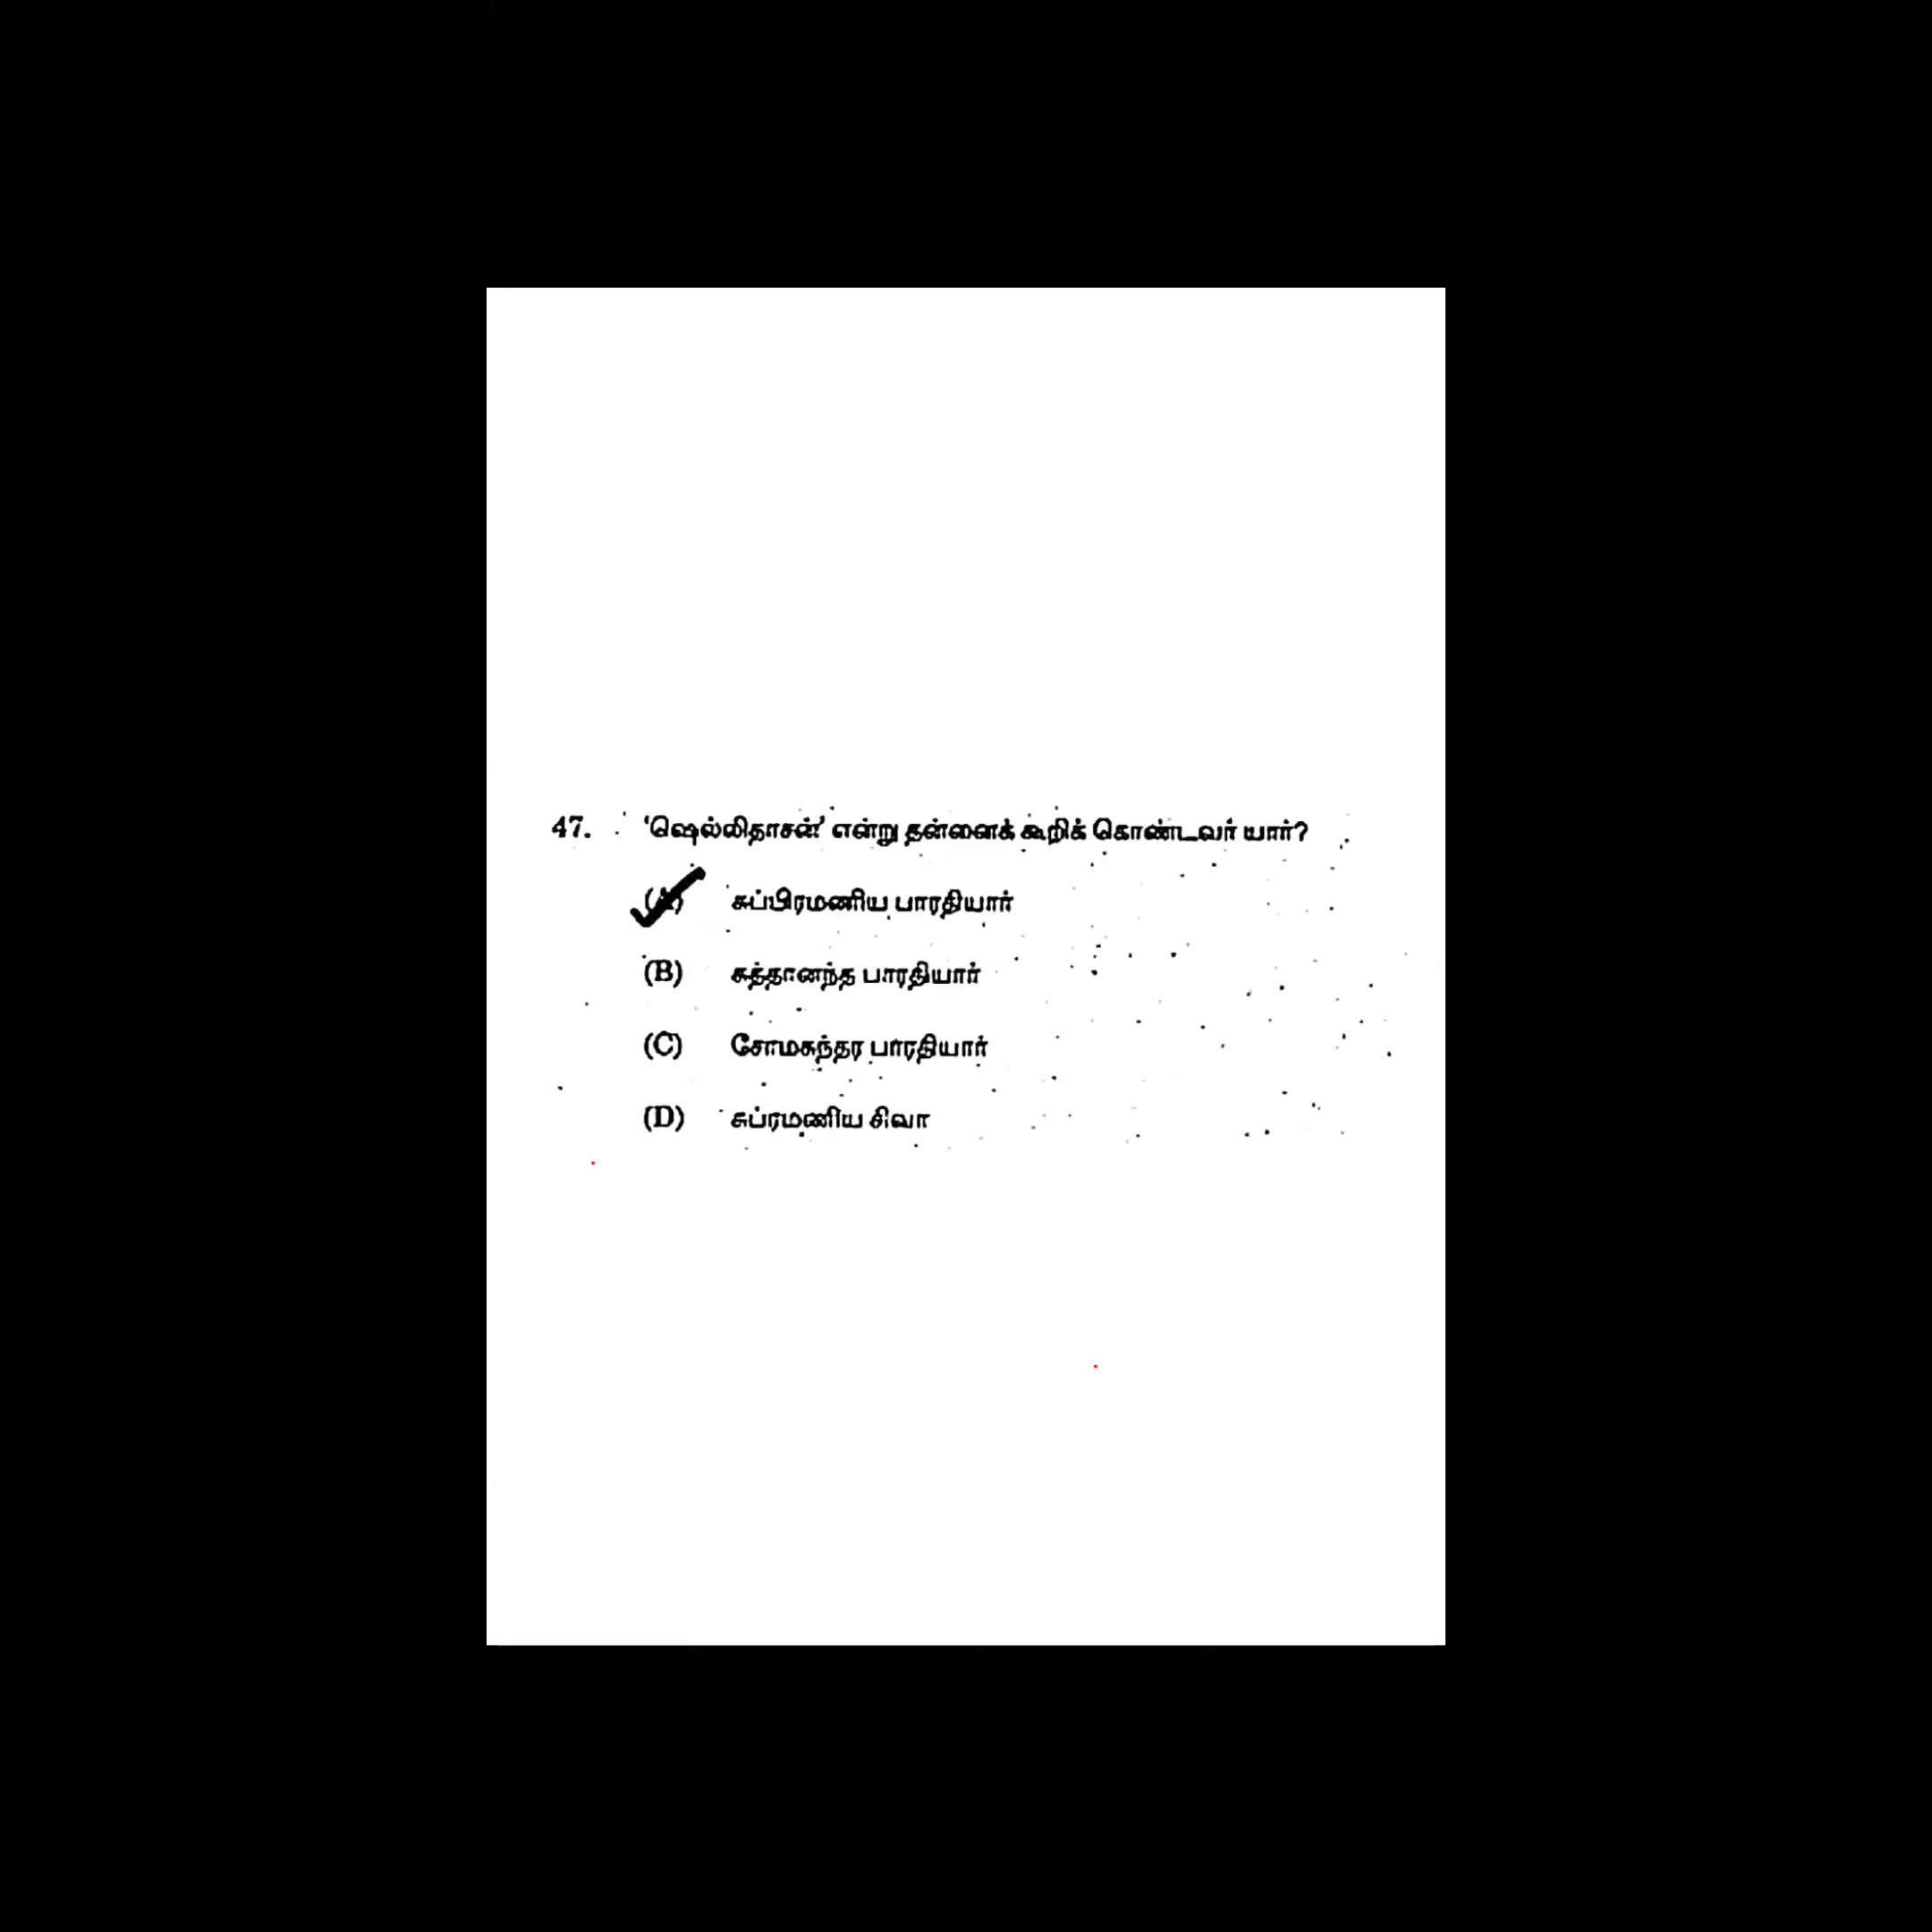 47. 'ஷெல்லிதாசன்' என்று தன்னைக் கூறிக் கொண்டவர் யார்?
(A) சுப்பிரமணிய பாரதியார்
(B) சுத்தானந்த பாரதியார்
(C) சோமசுந்தர பாரதியார்
(D) சுப்ரமணிய சிவா